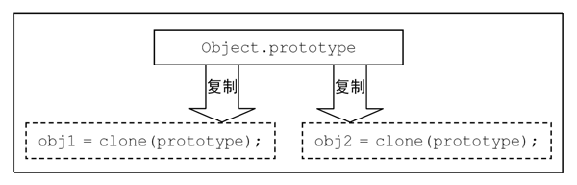 Object.prototype
复制 复制
obj1 = clone(prototype); obj2 = clone(prototype);